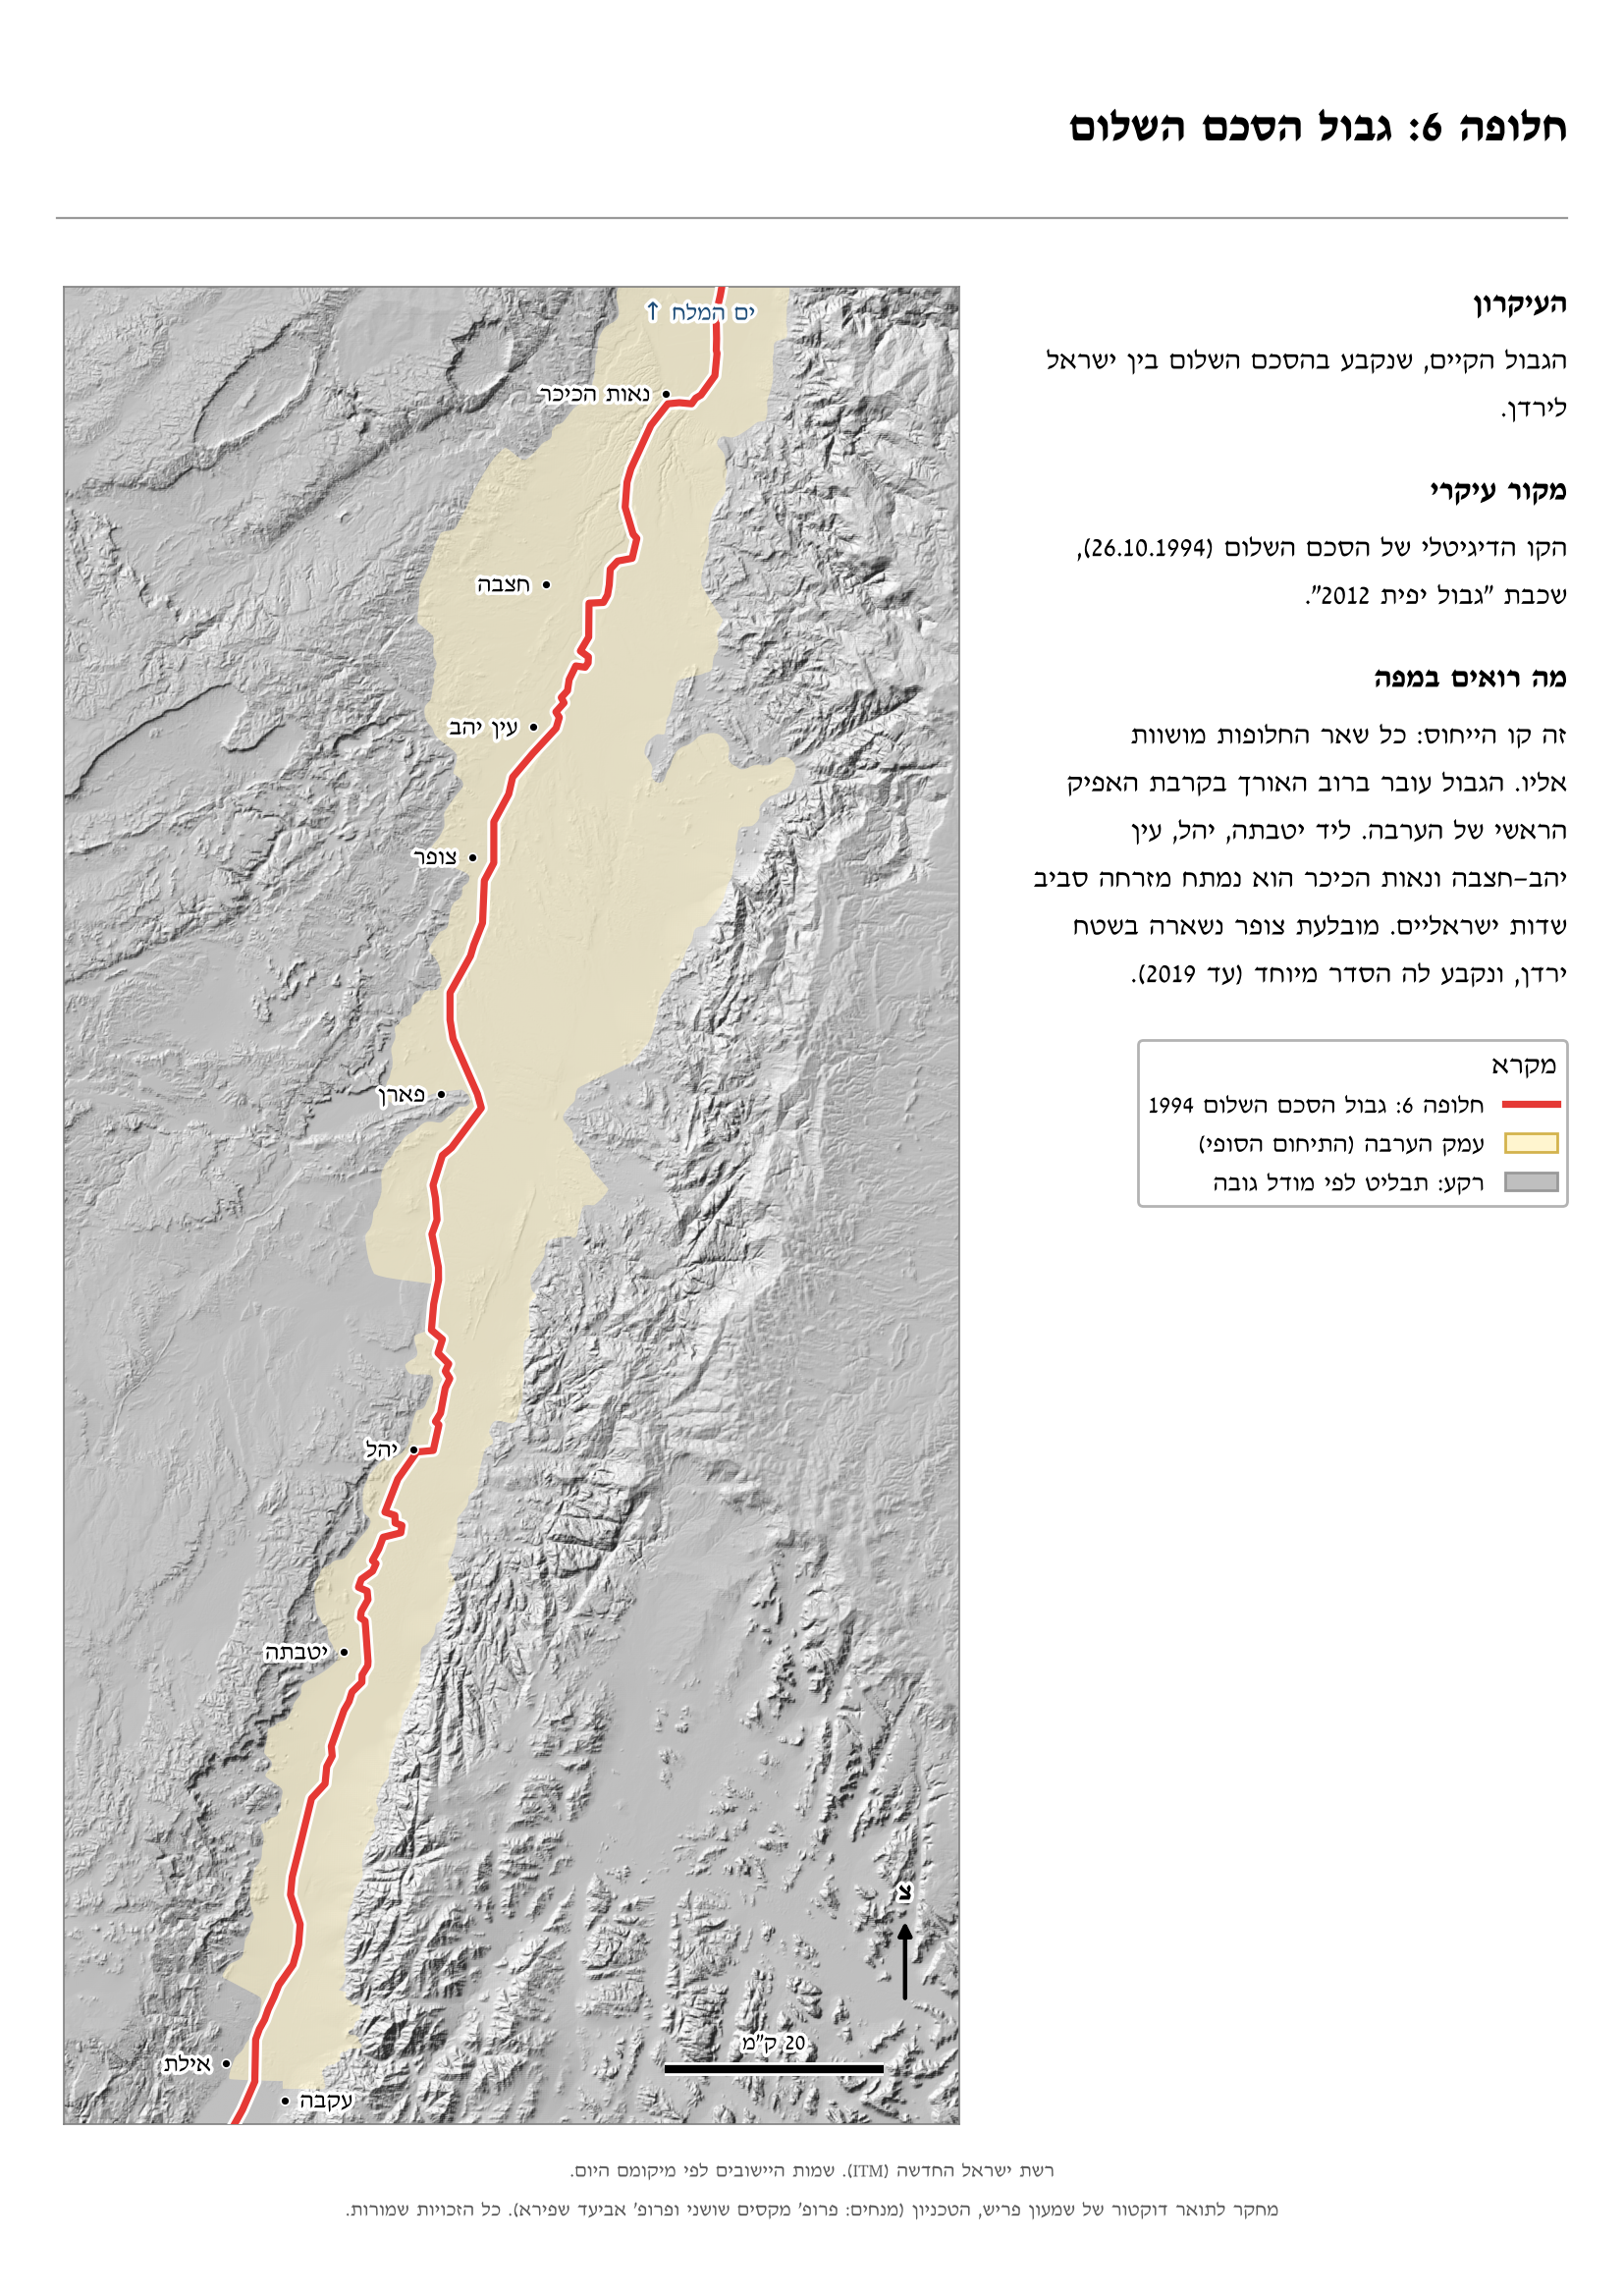 חלופה 6: גבול הסכם השלום
העיקרון
הגבול הקיים, שנקבע בהסכם השלום בין ישראל
לירדן.
מקור עיקרי
הקו הדיגיטלי של הסכם השלום (26.10.1994),
שכבת "גבול יפית 2012".
מה רואים במפה
זה קו הייחוס: כל שאר החלופות מושוות
אליו. הגבול עובר ברוב האורך בקרבת האפיק
הראשי של הערבה. ליד יטבתה, יהל, עין
יהב–חצבה ונאות הכיכר הוא נמתח מזרחה סביב
שדות ישראליים. מובלעת צופר נשארה בשטח
ירדן, ונקבע לה הסדר מיוחד (עד 2019).
מקרא
חלופה 6: גבול הסכם השלום 1994
עמק הערבה (התיחום הסופי)
רקע: תבליט לפי מודל גובה
ים המלח ↑
נאות הכיכר
חצבה
עין יהב
צופר
פארן
יהל
יטבתה
צ
20 ק"מ
אילת
עקבה
רשת ישראל החדשה (ITM). שמות היישובים לפי מיקומם היום.
מחקר לתואר דוקטור של שמעון פריש, הטכניון (מנחים: פרופ' מקסים שושני ופרופ' אביעד שפירא). כל הזכויות שמורות.